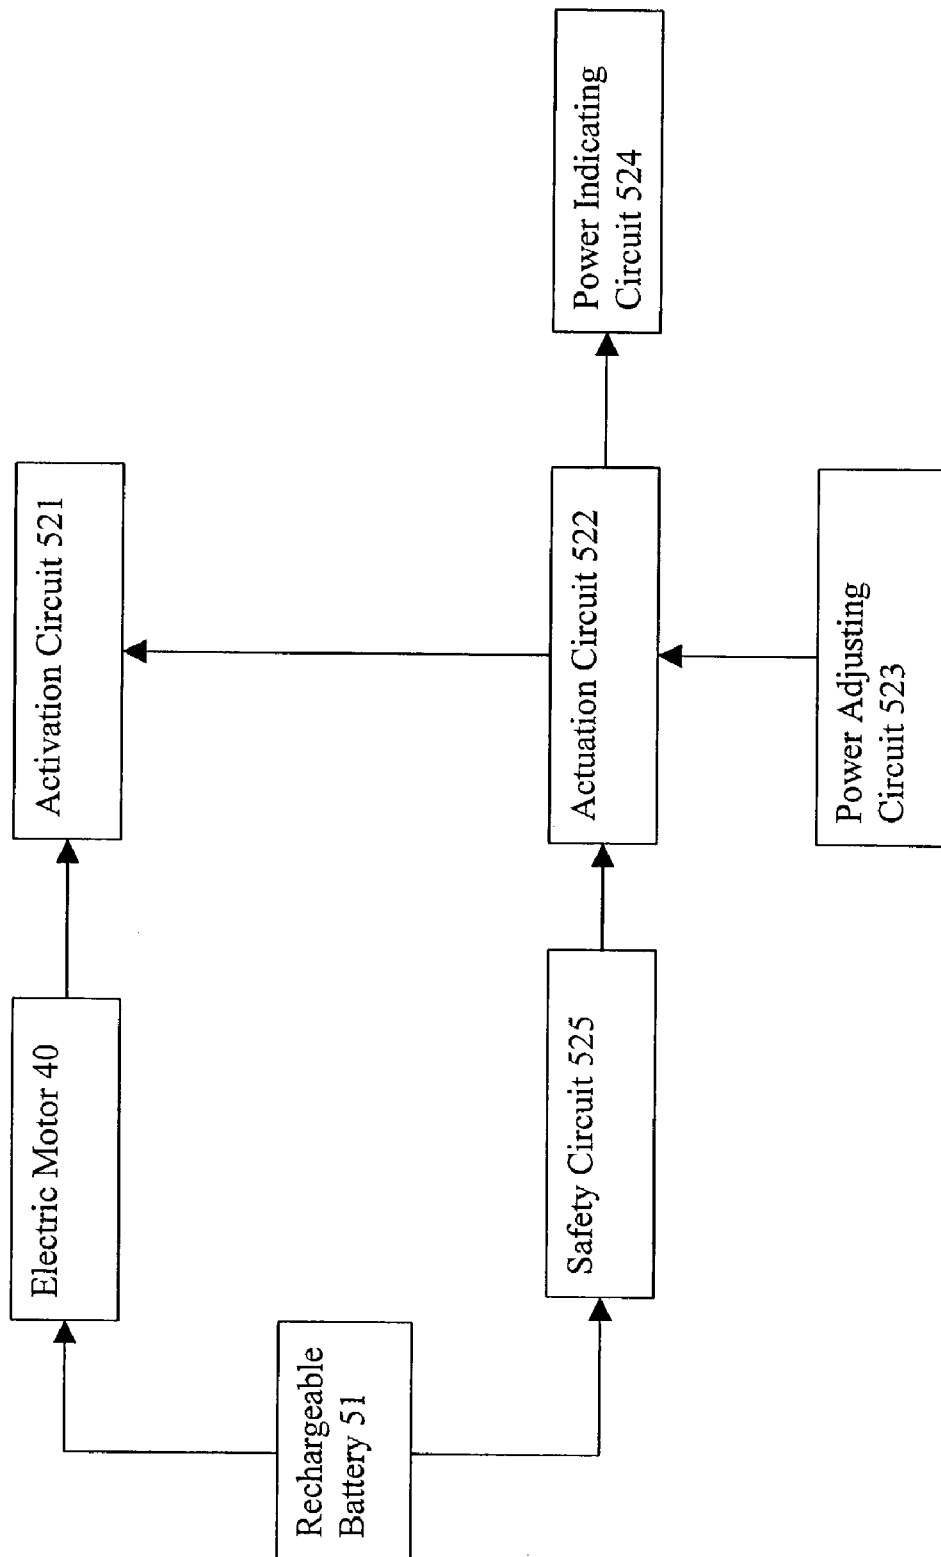 Rechargeable
Battery 51
Electric Motor 40
Activation Circuit 521
Safety Circuit 525
Actuation Circuit 522
Power Indicating
Circuit 524
Power Adjusting
Circuit 523